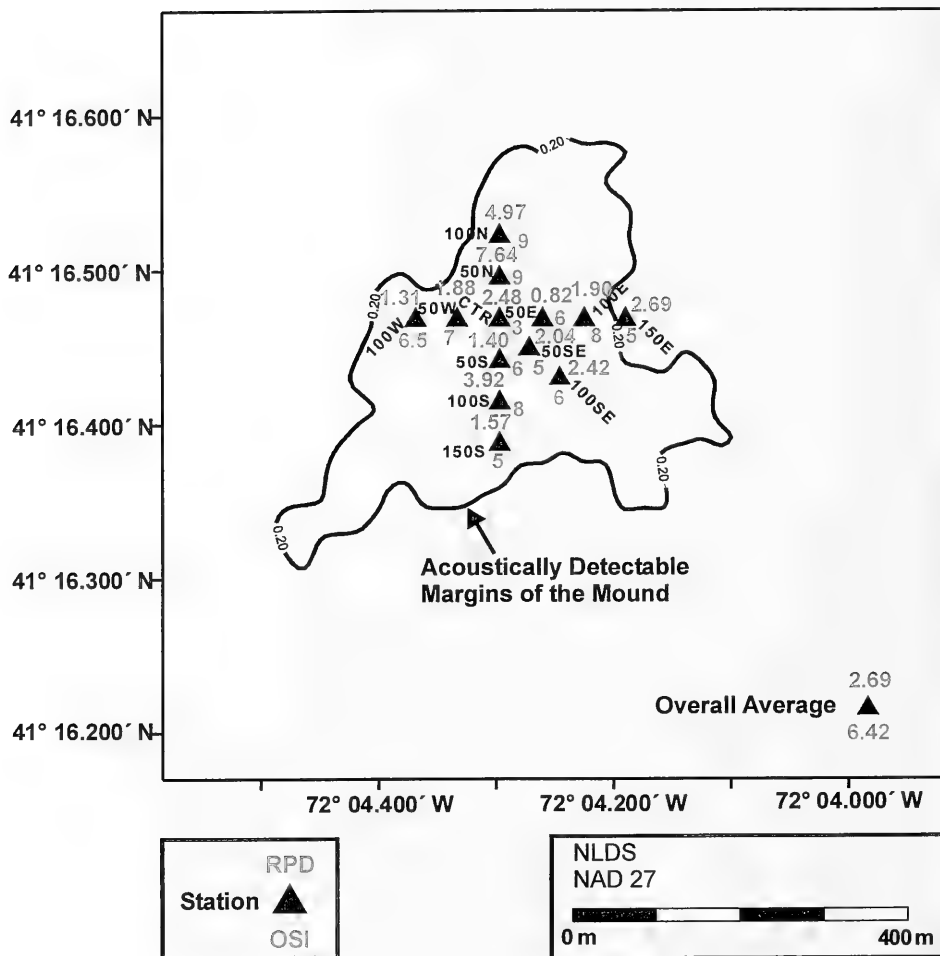 41° 16.600´ N
0.20
4.97
100N
9
7.64
41° 16.500´ N
50N
9
1.31
1.88
2.48
0.82
1.90
2.69
0.20
50W
CTR
50E
100E
150E
100W
6.5
7
3
6
8
5
0.20
1.40
2.04
50SE
50S
6
5
2.42
3.92
100S
8
6
100SE
41° 16.400´ N
1.57
150S
5
0.20
0.20
Acoustically Detectable
Margins of the Mound
41° 16.300´ N
2.69
Overall Average
6.42
41° 16.200´ N
72° 04.400´ W
72° 04.200´ W
72° 04.000´ W
RPD
Station
OSI
NLDS
NAD 27
0 m
400 m